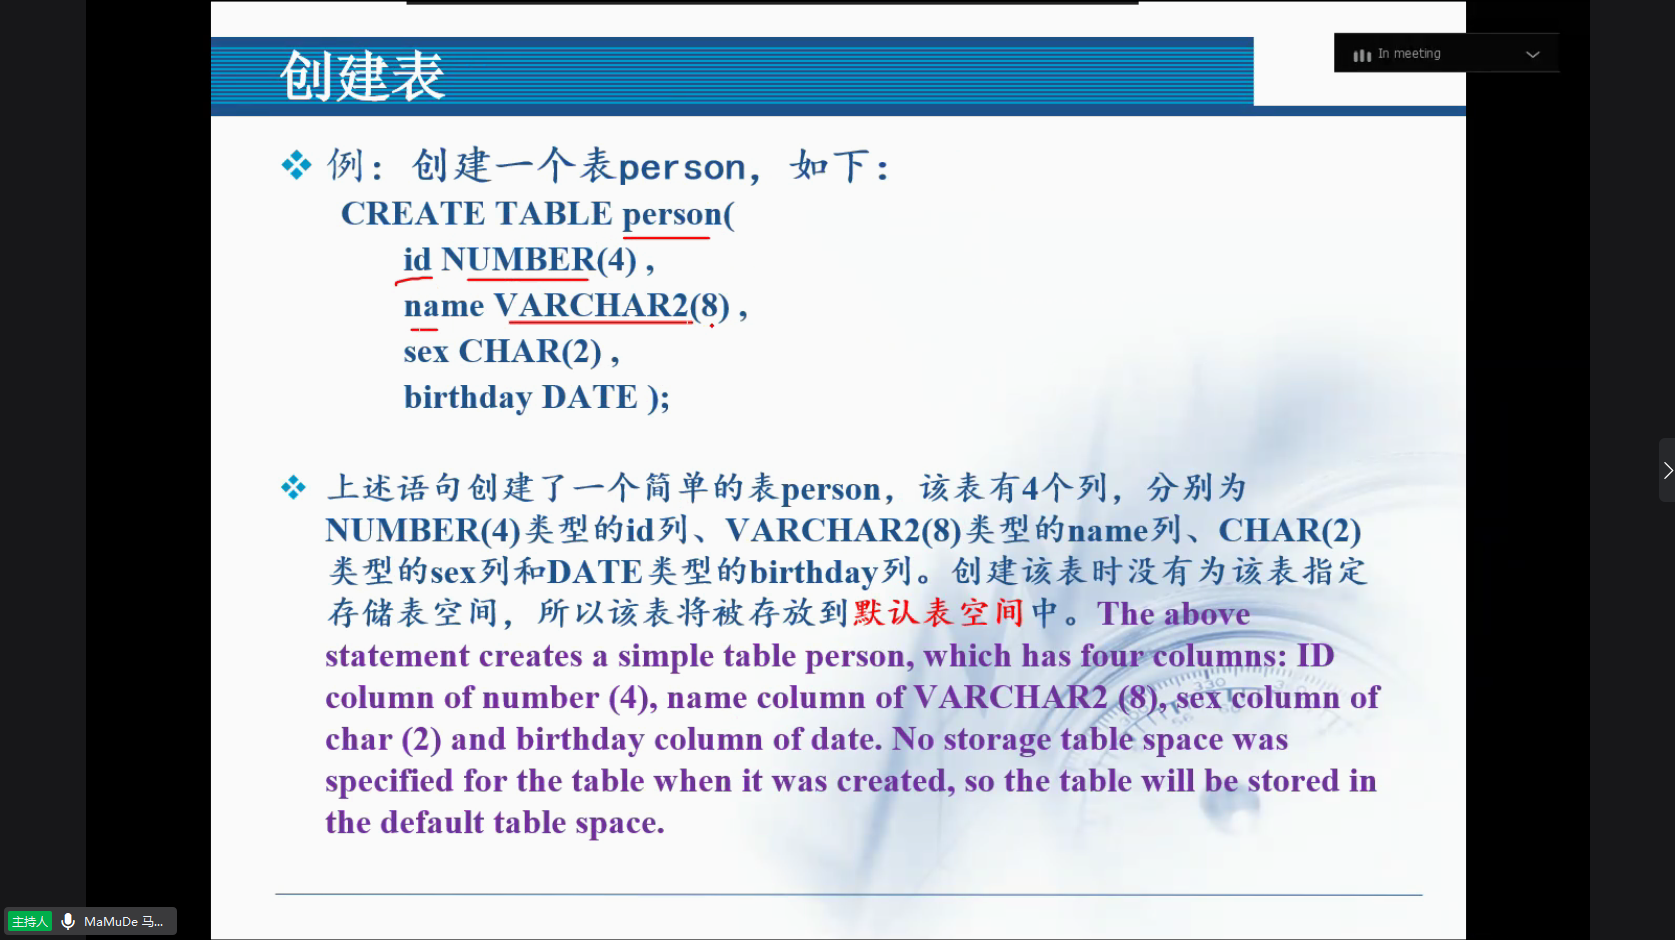 创建表
In meeting
例：创建一个表person，如下：
CREATE TABLE person(
id NUMBER(4) ,
name VARCHAR2(8) ,
sex CHAR(2) ,
birthday DATE );
上述语句创建了一个简单的表person，该表有4个列，分别为
NUMBER(4)类型的id列、VARCHAR2(8)类型的name列、CHAR(2)
类型的sex列和DATE类型的birthday列。创建该表时没有为该表指定
存储表空间，所以该表将被存放到默认表空间中。The above
statement creates a simple table person, which has four columns: ID
column of number (4), name column of VARCHAR2 (8), sex column of
char (2) and birthday column of date. No storage table space was
specified for the table when it was created, so the table will be stored in
the default table space.
主持人 MaMuDe 马...